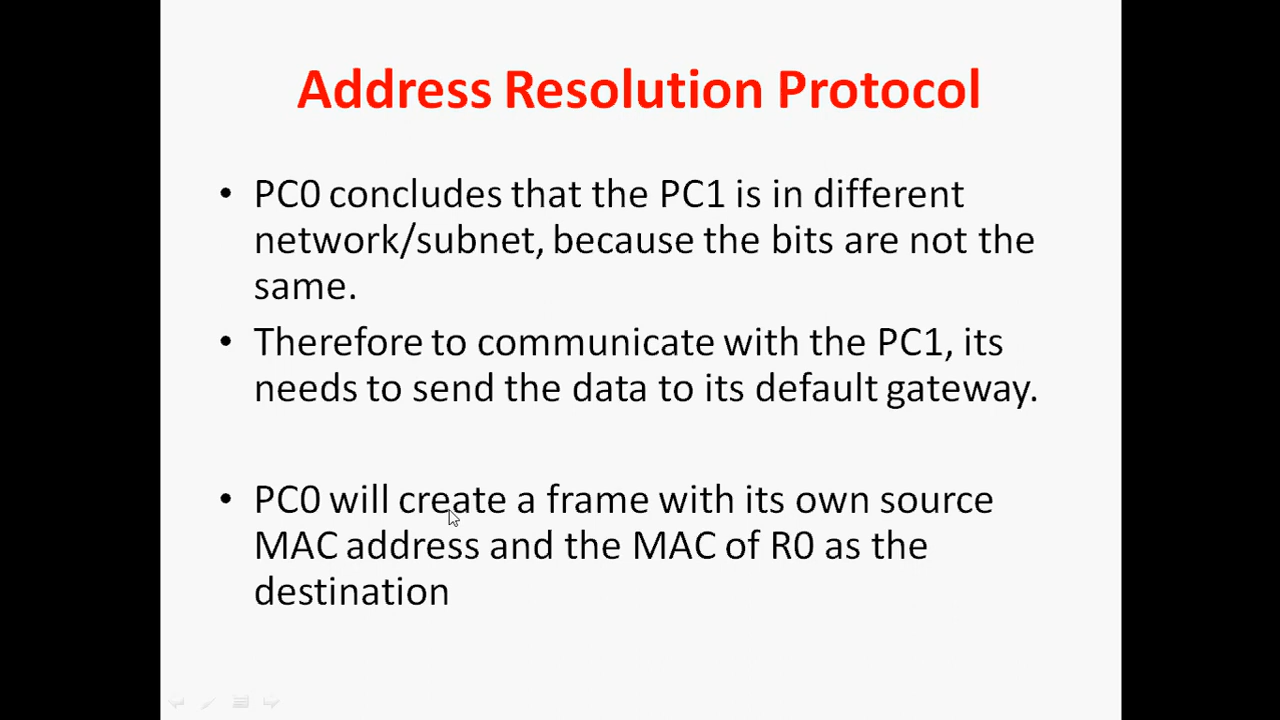 Address Resolution Protocol
• PC0 concludes that the PC1 is in different
network/subnet, because the bits are not the
same.
• Therefore to communicate with the PC1, its
needs to send the data to its default gateway.
• PC0 will create a frame with its own source
MAC address and the MAC of R0 as the
destination